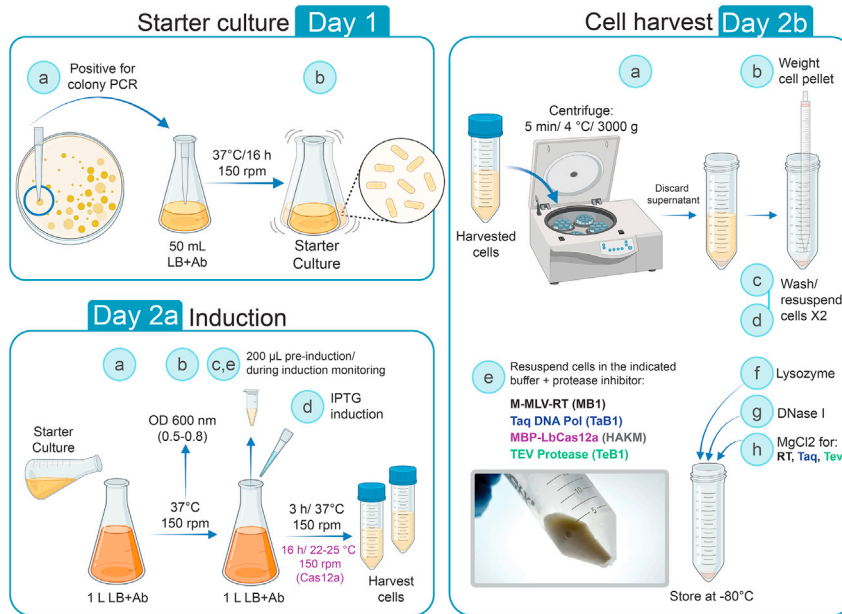 Starter culture Day 1
a
Positive for
colony PCR
b
37°C/16 h
150 rpm
50 mL
LB+Ab
Starter
Culture
Day 2a Induction
a
b
c,e
200 µL pre-induction/
during induction monitoring
d
IPTG
induction
OD 600 nm
(0.5-0.8)
Starter
Culture
37°C
150 rpm
3 h/ 37°C
150 rpm
16 h/ 22-25 °C
150 rpm
(Cas12a)
1 L LB+Ab
1 L LB+Ab
Harvest
cells
Cell harvest Day 2b
a
b
Weight
cell pellet
Centrifuge:
5 min/ 4 °C/ 3000 g
Harvested
cells
Discard
supernatant
c
d
Wash/
resuspend
cells X2
e
Resuspend cells in the indicated
buffer + protease inhibitor:
M-MLV-RT (MB1)
Taq DNA Pol (TaB1)
MBP-LbCas12a (HAKM)
TEV Protease (TeB1)
f
Lysozyme
g
DNase I
h
MgCl2 for:
RT, Taq, Tev
10
5
Store at -80°C